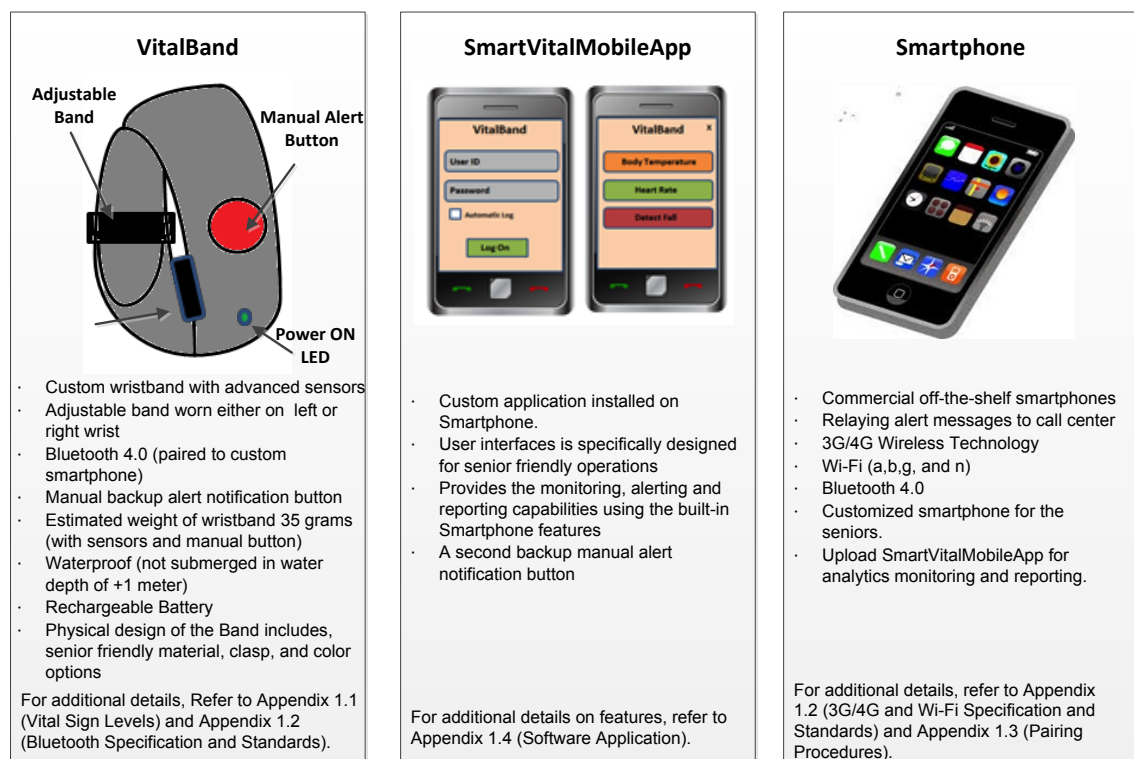 VitalBand
Adjustable
Band
Manual Alert
Button
Power ON
LED
· Custom wristband with advanced sensors
· Adjustable band worn either on left or
right wrist
· Bluetooth 4.0 (paired to custom
smartphone)
· Manual backup alert notification button
· Estimated weight of wristband 35 grams
(with sensors and manual button)
· Waterproof (not submerged in water
depth of +1 meter)
· Rechargeable Battery
· Physical design of the Band includes,
senior friendly material, clasp, and color
options
For additional details, Refer to Appendix 1.1
(Vital Sign Levels) and Appendix 1.2
(Bluetooth Specification and Standards).
SmartVitalMobileApp
VitalBand
User ID
Password
Automatic Log
Log On
VitalBand X
Body Temperature
Heart Rate
Detect Fall
· Custom application installed on
Smartphone.
· User interfaces is specifically designed
for senior friendly operations
· Provides the monitoring, alerting and
reporting capabilities using the built-in
Smartphone features
· A second backup manual alert
notification button
For additional details on features, refer to
Appendix 1.4 (Software Application).
Smartphone
· Commercial off-the-shelf smartphones
· Relaying alert messages to call center
· 3G/4G Wireless Technology
· Wi-Fi (a,b,g, and n)
· Bluetooth 4.0
· Customized smartphone for the
seniors.
· Upload SmartVitalMobileApp for
analytics monitoring and reporting.
For additional details, refer to Appendix
1.2 (3G/4G and Wi-Fi Specification and
Standards) and Appendix 1.3 (Pairing
Procedures).